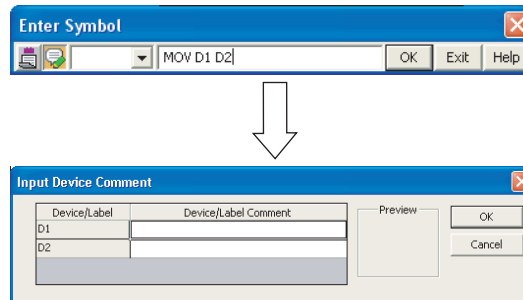 Enter Symbol
MOV D1 D2 OK Exit Help
Input Device Comment
Device/Label Device/Label Comment Preview OK
D1
D2 Cancel